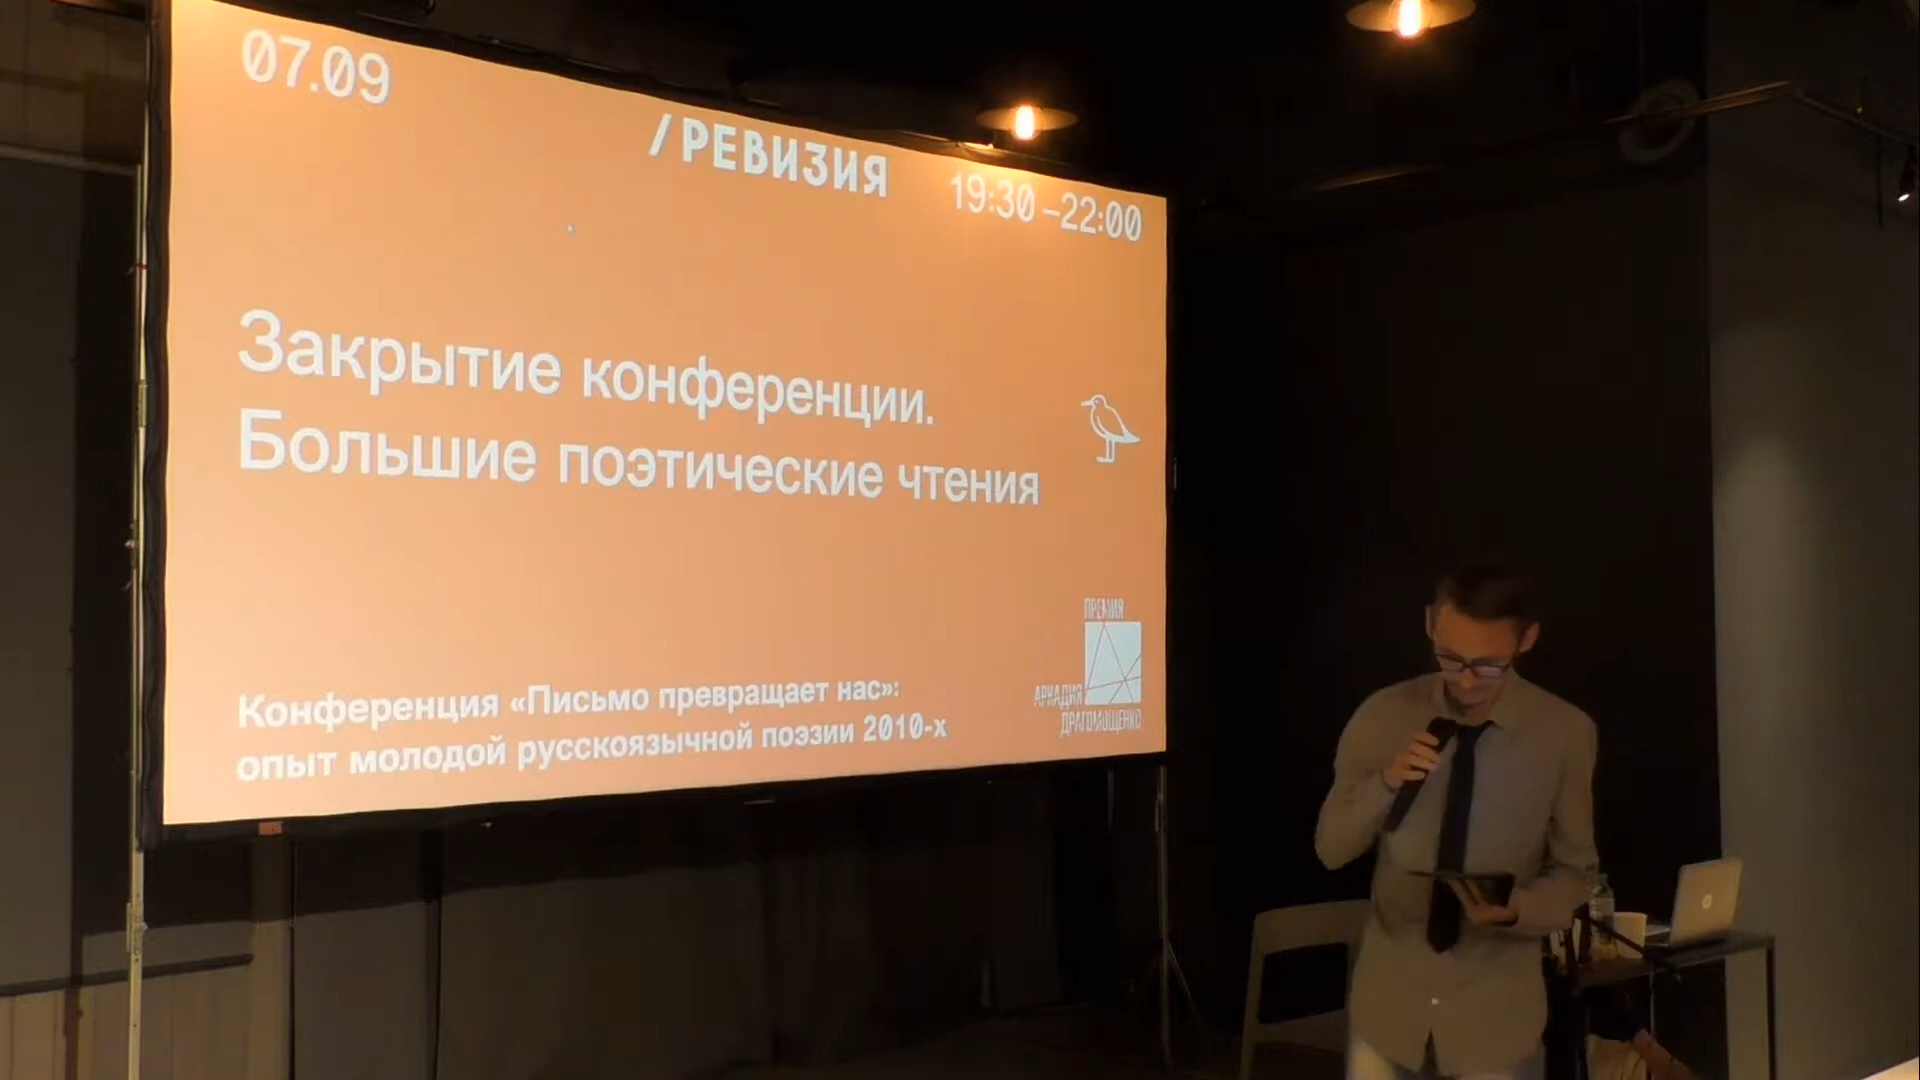 07.09
/РЕВИЗИЯ
19:30–22:00
Закрытие конференции.
Большие поэтические чтения
ПРЕМИЯ
АРКАДИЯ
ДРАГОМОЩЕНКО
Конференция «Письмо превращает нас»:
опыт молодой русскоязычной поэзии 2010-х